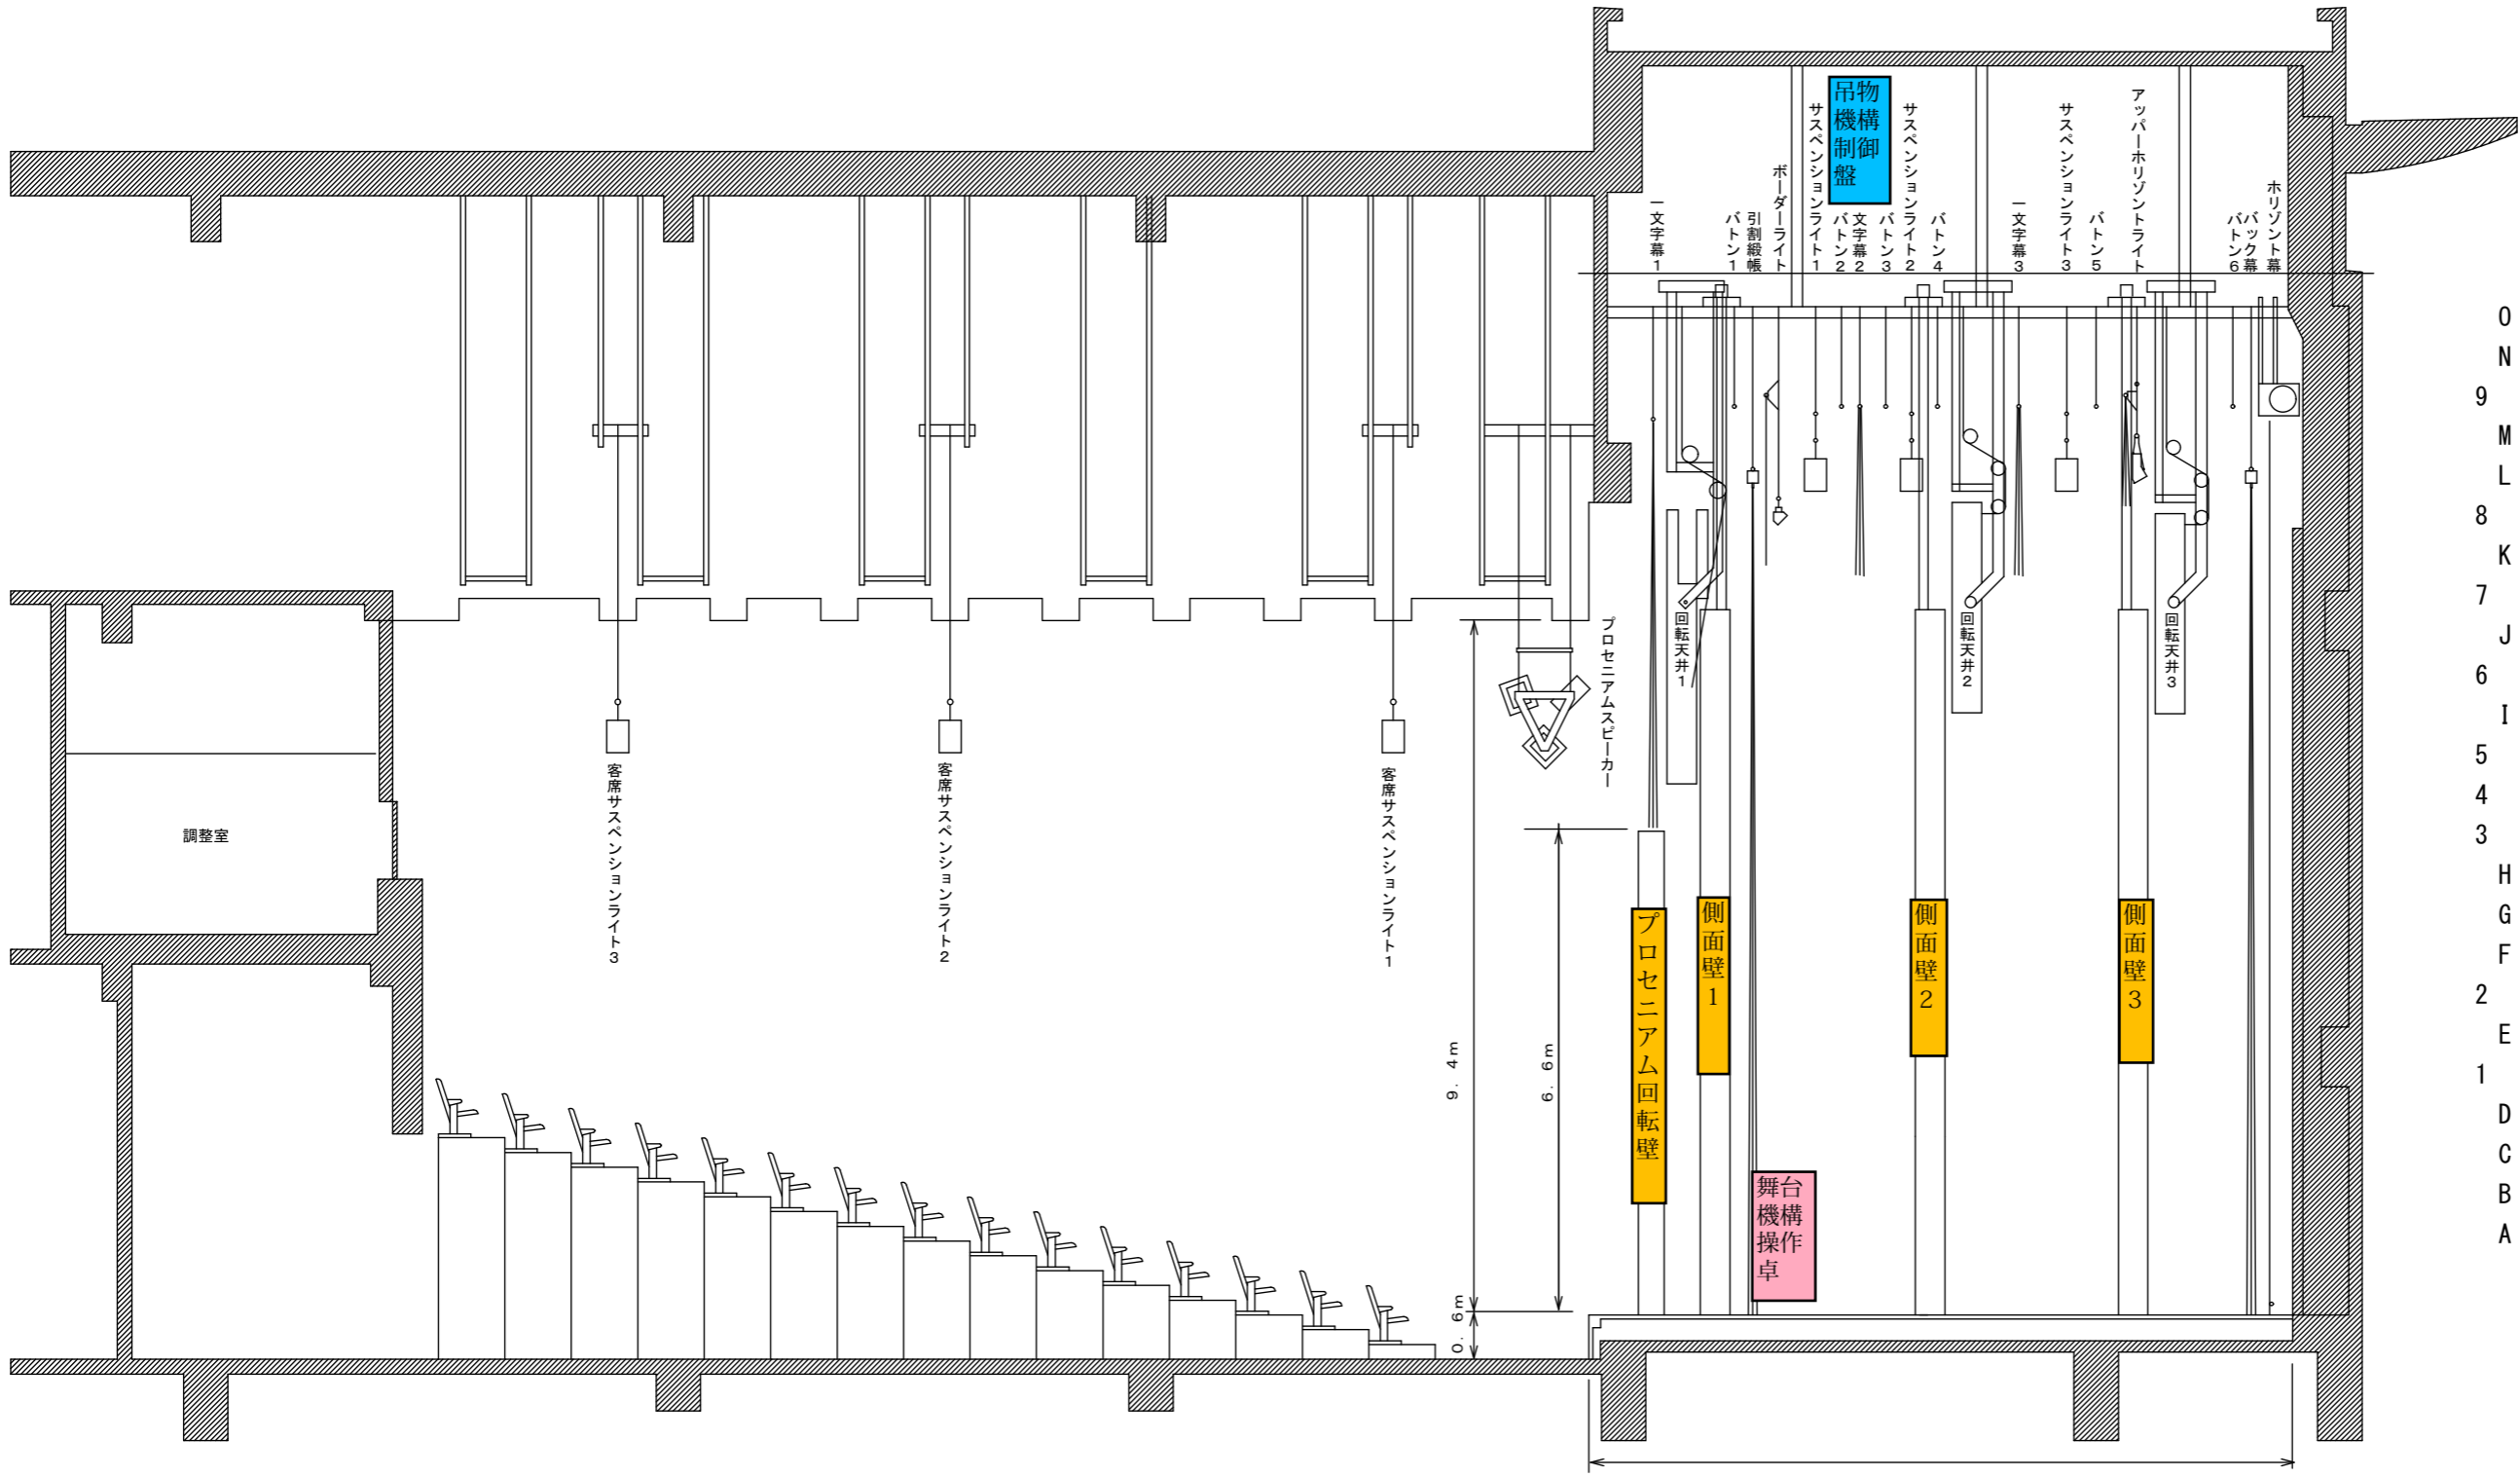 吊物
機構
制御
盤
一文字幕1
バトン1
引割緞帳
ボーダーライト
サスペンションライト1
バトン2
文字幕2
バトン3
サスペンションライト2
バトン4
一文字幕3
サスペンションライト3
バトン5
アッパーホリゾントライト
バトン6
バック幕
ホリゾント幕
調整室
客席サスペンションライト3
客席サスペンションライト2
客席サスペンションライト1
プロセニアムスピーカー
回転天井1
回転天井2
回転天井3
9.4m
6.6m
0.6m
プロセニアム回転壁
側面壁1
側面壁2
側面壁3
舞台
機構
操作
卓
O
N
9
M
L
8
K
7
J
6
I
5
4
3
H
G
F
2
E
1
D
C
B
A